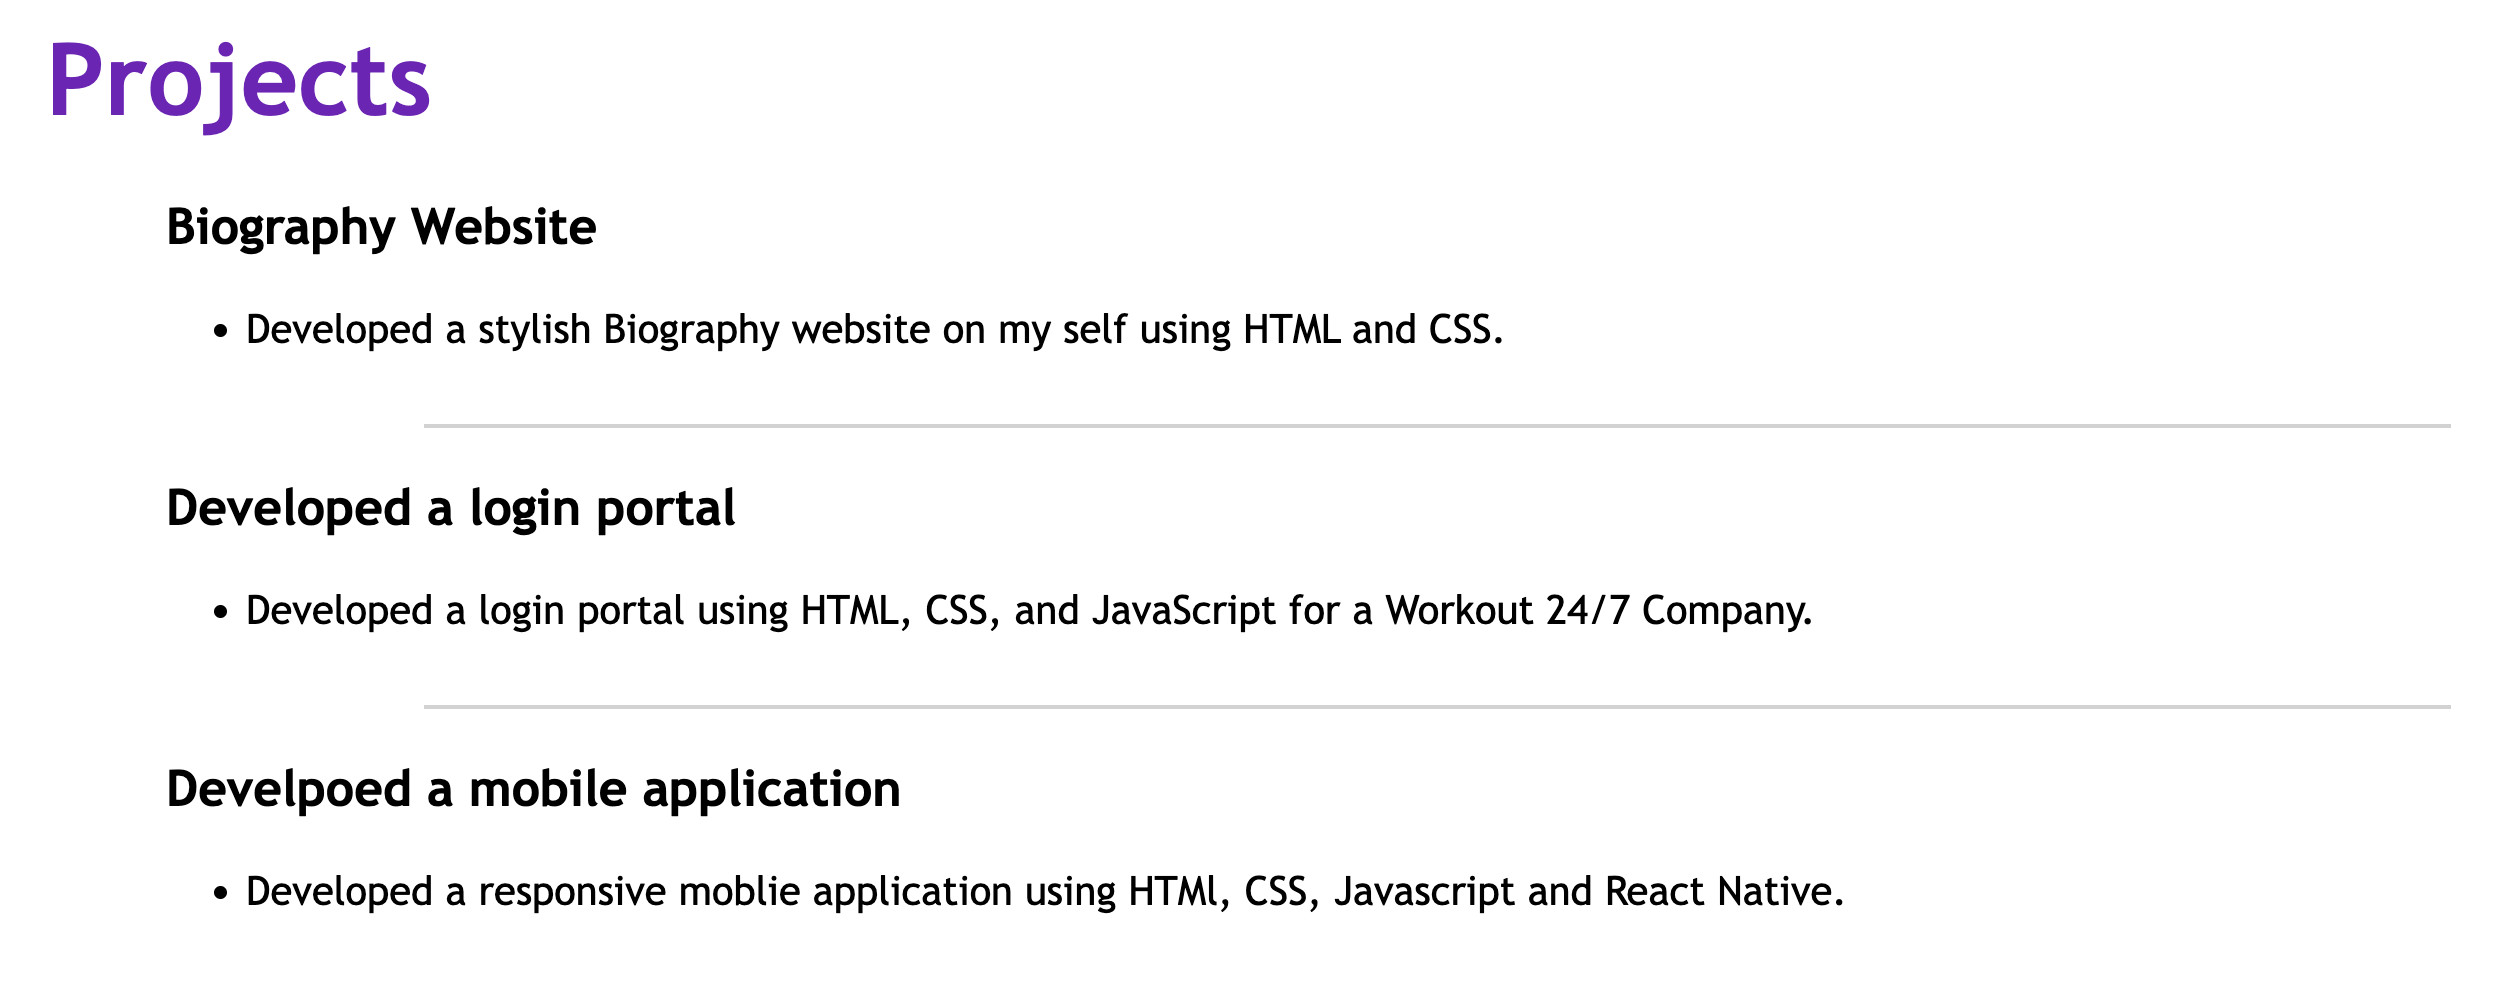 Projects
Biography Website
• Developed a stylish Biography website on my self using HTML and CSS.
Developed a login portal
• Developed a login portal using HTML, CSS, and JavaScript for a Workout 24/7 Company.
Develpoed a mobile application
• Developed a responsive moblie application using HTMl, CSS, Javascript and React Native.